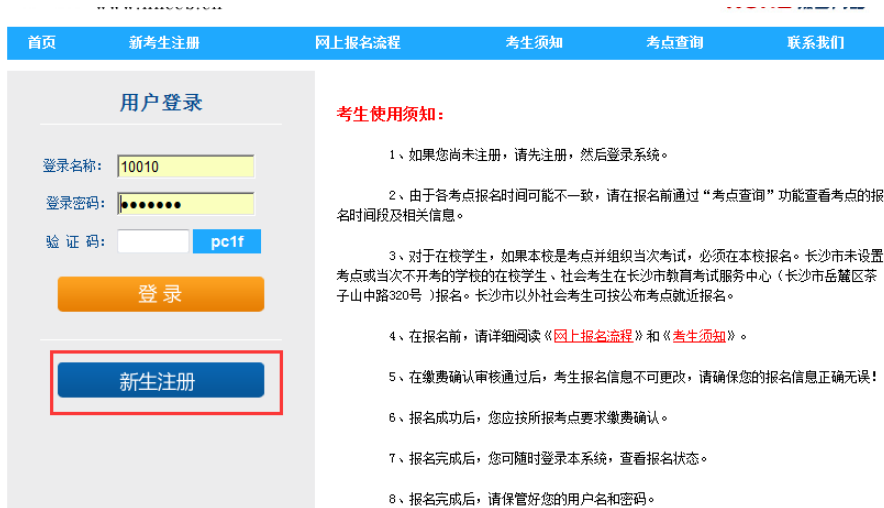 首页 新考生注册 网上报名流程 考生须知 考点查询 联系我们
用户登录
登录名称： 10010
登录密码： ●●●●●●●
验 证 码： pc1f
登 录
新生注册
考生使用须知：
1、如果您尚未注册，请先注册，然后登录系统。
2、由于各考点报名时间可能不一致，请在报名前通过“考点查询”功能查看考点的报
名时间段及相关信息。
3、对于在校学生，如果本校是考点并组织当次考试，必须在本校报名。长沙市未设置
考点或当次不开考的学校的在校学生、社会考生在长沙市教育考试服务中心（长沙市岳麓区茶
子山中路320号 ）报名。长沙市以外社会考生可按公布考点就近报名。
4、在报名前，请详细阅读《网上报名流程》和《考生须知》。
5、在缴费确认审核通过后，考生报名信息不可更改，请确保您的报名信息正确无误！
6、报名成功后，您应按所报考点要求缴费确认。
7、报名完成后，您可随时登录本系统，查看报名状态。
8、报名完成后，请保管好您的用户名和密码。